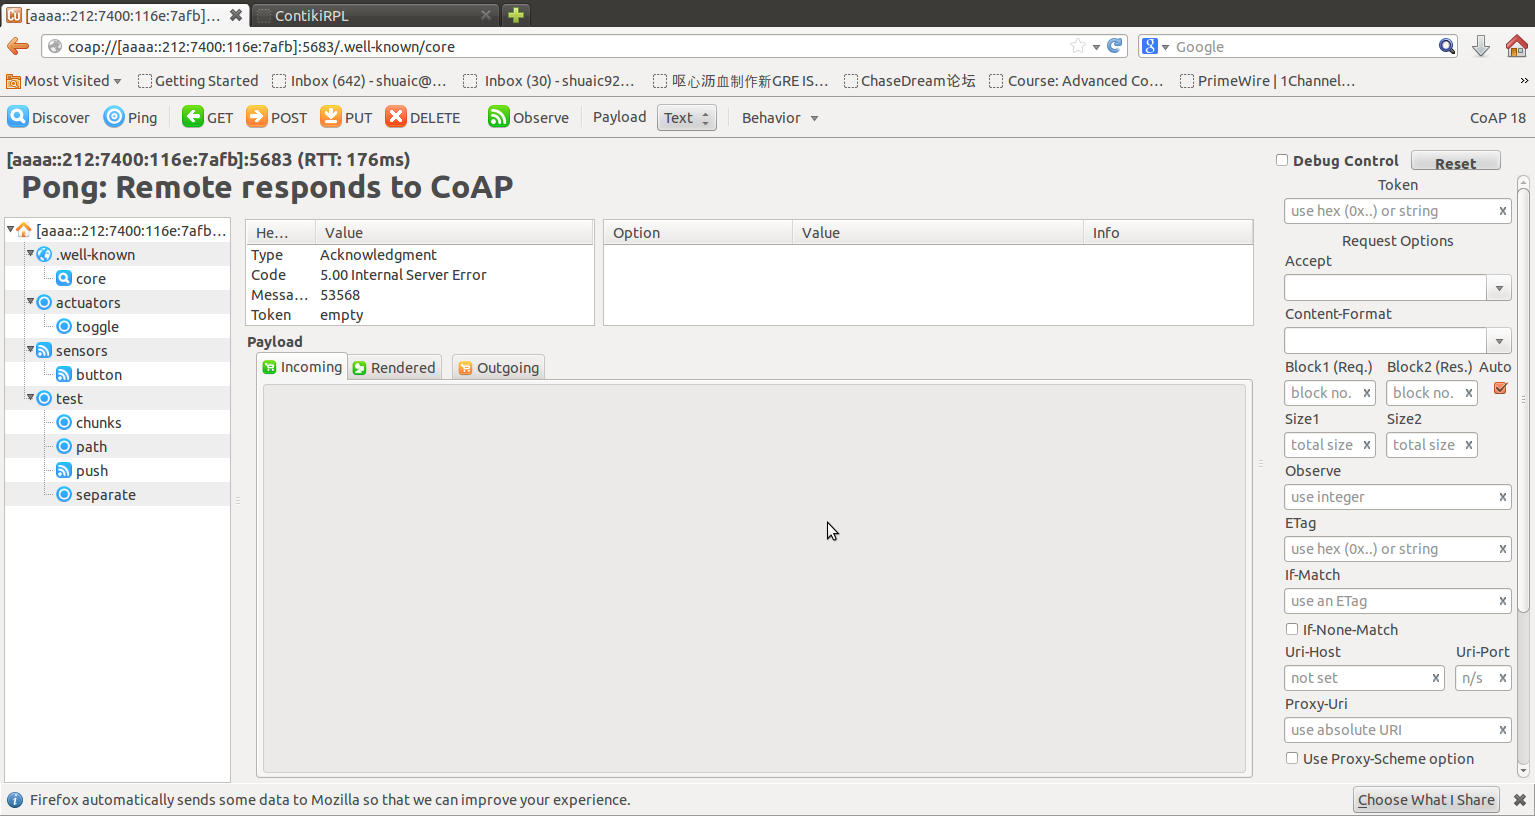 [aaaa::212:7400:116e:7afb]...
ContikiRPL
coap://[aaaa::212:7400:116e:7afb]:5683/.well-known/core
Google
Most Visited
Getting Started
Inbox (642) - shuaic@...
Inbox (30) - shuaic92...
呕心沥血制作新GRE IS...
ChaseDream论坛
Course: Advanced Co...
PrimeWire | 1Channel...
Discover
Ping
GET
POST
PUT
DELETE
Observe
Payload
Text
Behavior
CoAP 18
[aaaa::212:7400:116e:7afb]:5683 (RTT: 176ms)
Pong: Remote responds to CoAP
[aaaa::212:7400:116e:7afb...
.well-known
core
actuators
toggle
sensors
button
test
chunks
path
push
separate
He... Value
Type Acknowledgment
Code 5.00 Internal Server Error
Messa... 53568
Token empty
Option Value Info
Payload
Incoming
Rendered
Outgoing
Debug Control
Reset
Token
use hex (0x..) or string
Request Options
Accept
Content-Format
Block1 (Req.) Block2 (Res.) Auto
block no. block no.
Size1 Size2
total size total size
Observe
use integer
ETag
use hex (0x..) or string
If-Match
use an ETag
If-None-Match
Uri-Host Uri-Port
not set n/s
Proxy-Uri
use absolute URI
Use Proxy-Scheme option
Firefox automatically sends some data to Mozilla so that we can improve your experience.
Choose What I Share